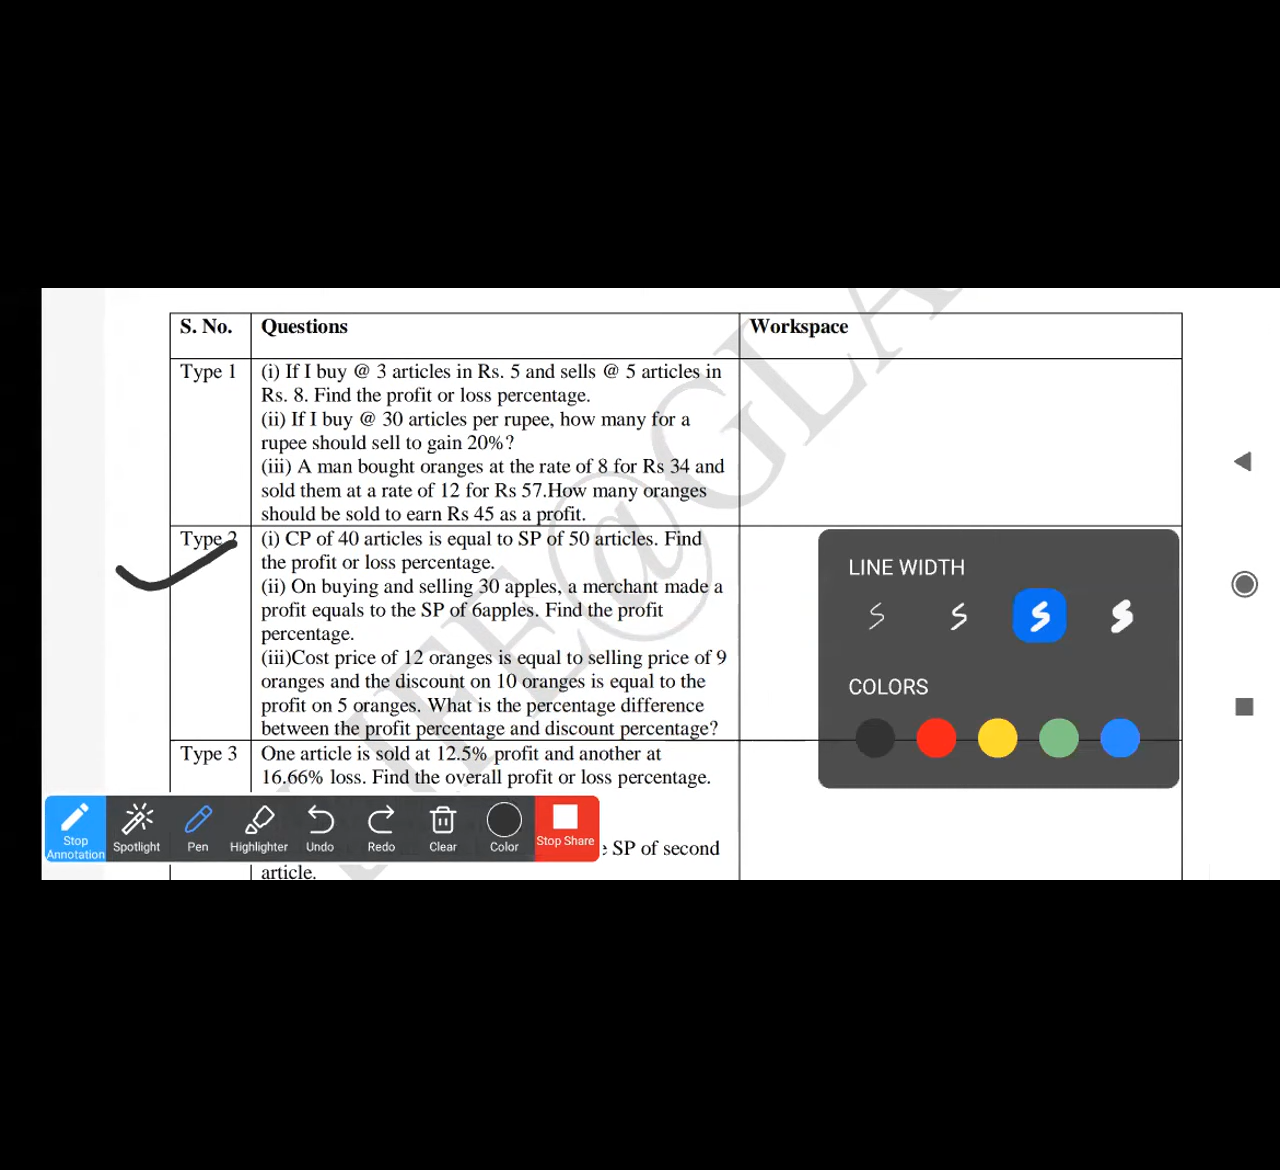 S. No.
Questions
Workspace
Type 1
(i) If I buy @ 3 articles in Rs. 5 and sells @ 5 articles in
Rs. 8. Find the profit or loss percentage.
(ii) If I buy @ 30 articles per rupee, how many for a
rupee should sell to gain 20%?
(iii) A man bought oranges at the rate of 8 for Rs 34 and
sold them at a rate of 12 for Rs 57.How many oranges
should be sold to earn Rs 45 as a profit.
Type 2
(i) CP of 40 articles is equal to SP of 50 articles. Find
the profit or loss percentage.
(ii) On buying and selling 30 apples, a merchant made a
profit equals to the SP of 6apples. Find the profit
percentage.
(iii)Cost price of 12 oranges is equal to selling price of 9
oranges and the discount on 10 oranges is equal to the
profit on 5 oranges. What is the percentage difference
between the profit percentage and discount percentage?
Type 3
One article is sold at 12.5% profit and another at
16.66% loss. Find the overall profit or loss percentage.
SP of second
article.
LINE WIDTH
COLORS
Stop
Annotation
Spotlight
Pen
Highlighter
Undo
Redo
Clear
Color
Stop Share